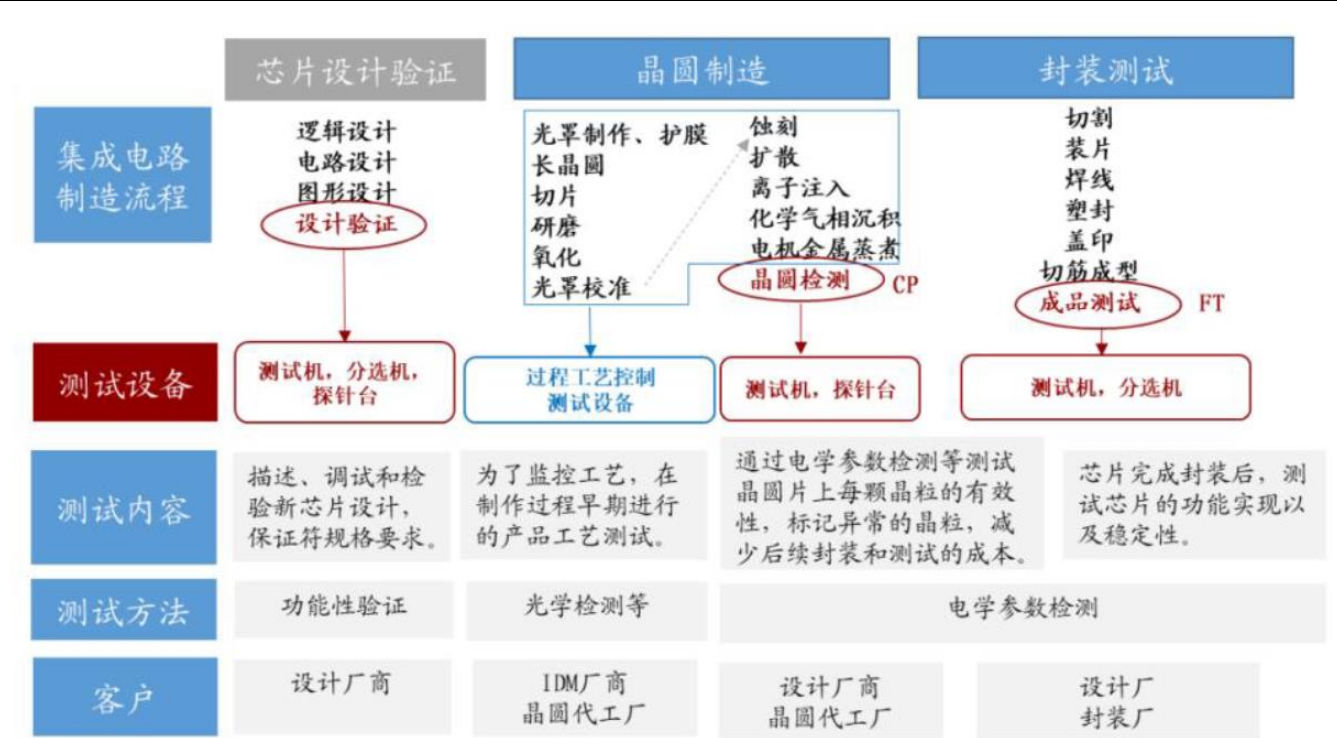 芯片设计验证
晶圆制造
封装测试
集成电路
制造流程
逻辑设计
电路设计
图形设计
设计验证
光罩制作、护膜
长晶圆
切片
研磨
氧化
光罩校准
蚀刻
扩散
离子注入
化学气相沉积
电机金属蒸煮
晶圆检测
CP
切割
装片
焊线
塑封
盖印
切筋成型
成品测试
FT
测试设备
测试机，分选机，
探针台
过程工艺控制
测试设备
测试机，探针台
测试机，分选机
测试内容
描述、调试和检
验新芯片设计，
保证符规格要求。
为了监控工艺，在
制作过程早期进行
的产品工艺测试。
通过电学参数检测等测试
晶圆片上每颗晶粒的有效
性，标记异常的晶粒，减
少后续封装和测试的成本。
芯片完成封装后，测
试芯片的功能实现以
及稳定性。
测试方法
功能性验证
光学检测等
电学参数检测
客户
设计厂商
IDM厂商
晶圆代工厂
设计厂商
晶圆代工厂
设计厂
封装厂